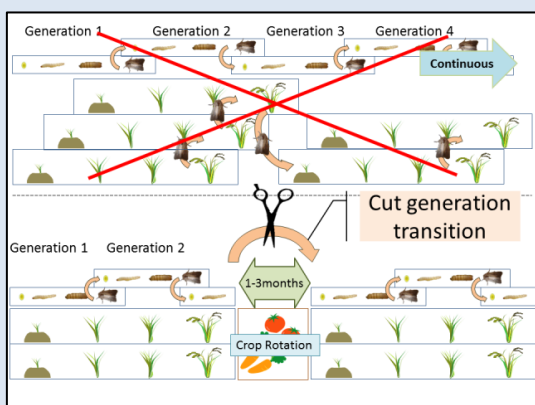 Generation 1 Generation 2 Generation 3 Generation 4
Continuous
Cut generation
transition
Generation 1 Generation 2
1-3months
Crop Rotation